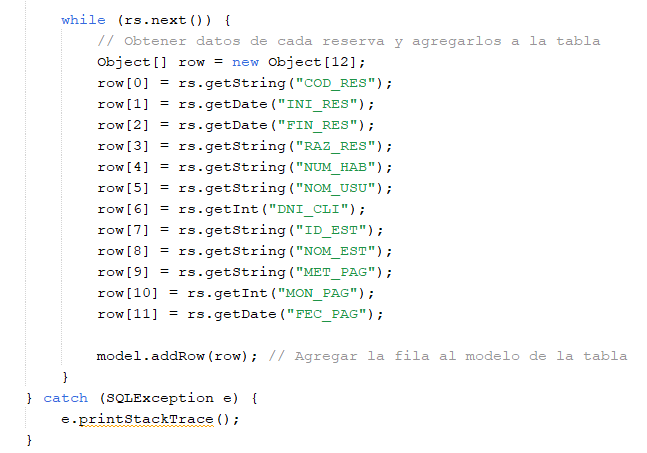 while (rs.next()) {
// Obtener datos de cada reserva y agregarlos a la tabla
Object[] row = new Object[12];
row[0] = rs.getString("COD_RES");
row[1] = rs.getDate("INI_RES");
row[2] = rs.getDate("FIN_RES");
row[3] = rs.getString("RAZ_RES");
row[4] = rs.getString("NUM_HAB");
row[5] = rs.getString("NOM_USU");
row[6] = rs.getInt("DNI_CLI");
row[7] = rs.getString("ID_EST");
row[8] = rs.getString("NOM_EST");
row[9] = rs.getString("MET_PAG");
row[10] = rs.getInt("MON_PAG");
row[11] = rs.getDate("FEC_PAG");
model.addRow(row); // Agregar la fila al modelo de la tabla
}
} catch (SQLException e) {
e.printStackTrace();
}